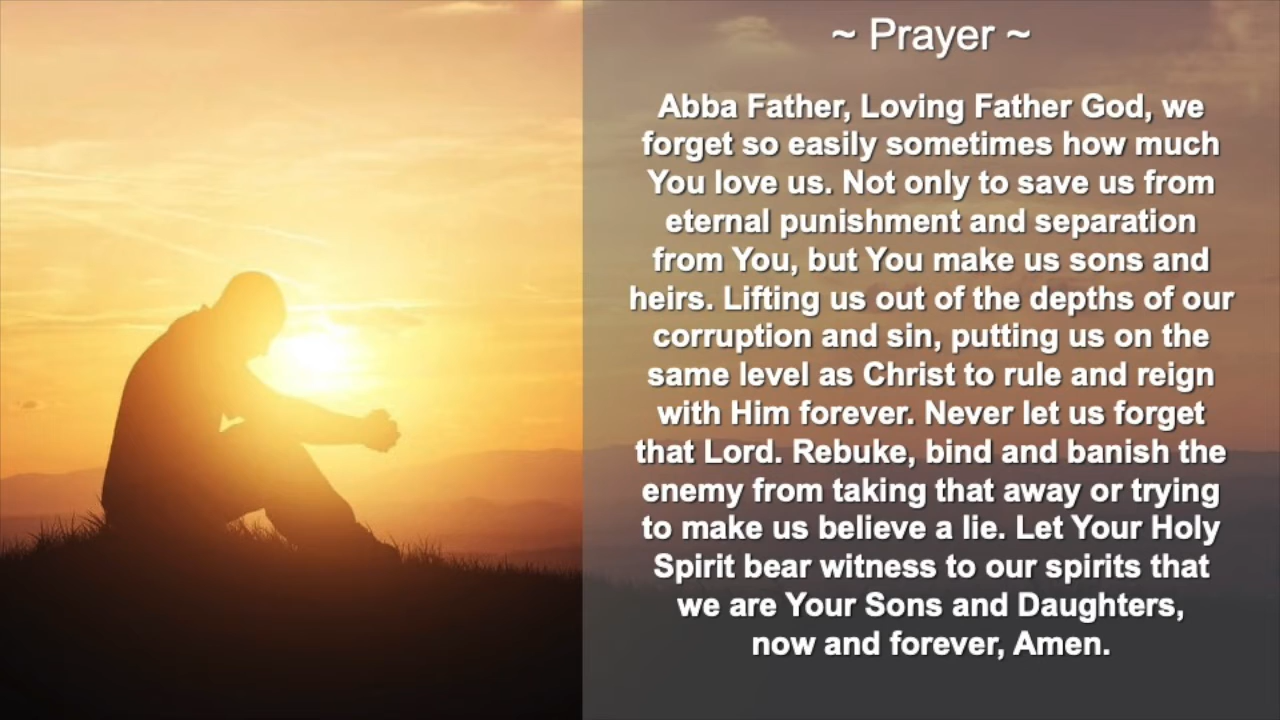 ~ Prayer ~
Abba Father, Loving Father God, we
forget so easily sometimes how much
You love us. Not only to save us from
eternal punishment and separation
from You, but You make us sons and
heirs. Lifting us out of the depths of our
corruption and sin, putting us on the
same level as Christ to rule and reign
with Him forever. Never let us forget
that Lord. Rebuke, bind and banish the
enemy from taking that away or trying
to make us believe a lie. Let Your Holy
Spirit bear witness to our spirits that
we are Your Sons and Daughters,
now and forever, Amen.